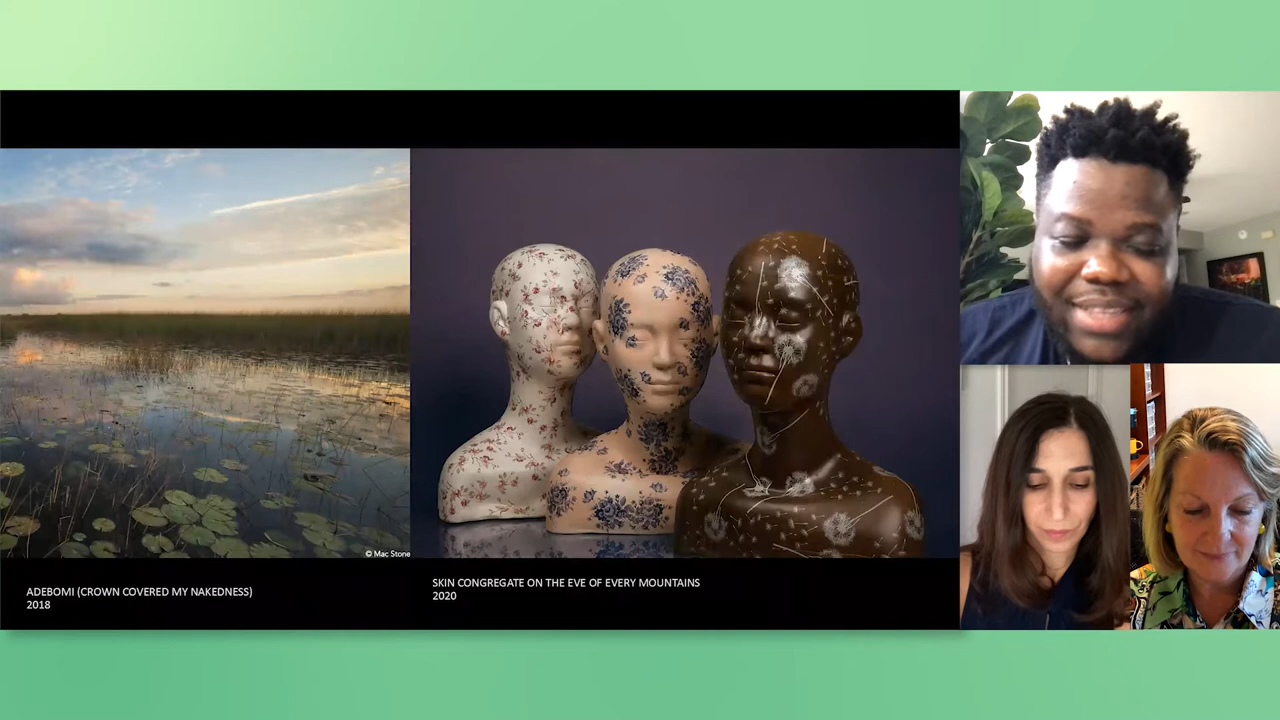 © Mac Stone
ADEBOMI (CROWN COVERED MY NAKEDNESS)
2018
SKIN CONGREGATE ON THE EVE OF EVERY MOUNTAINS
2020